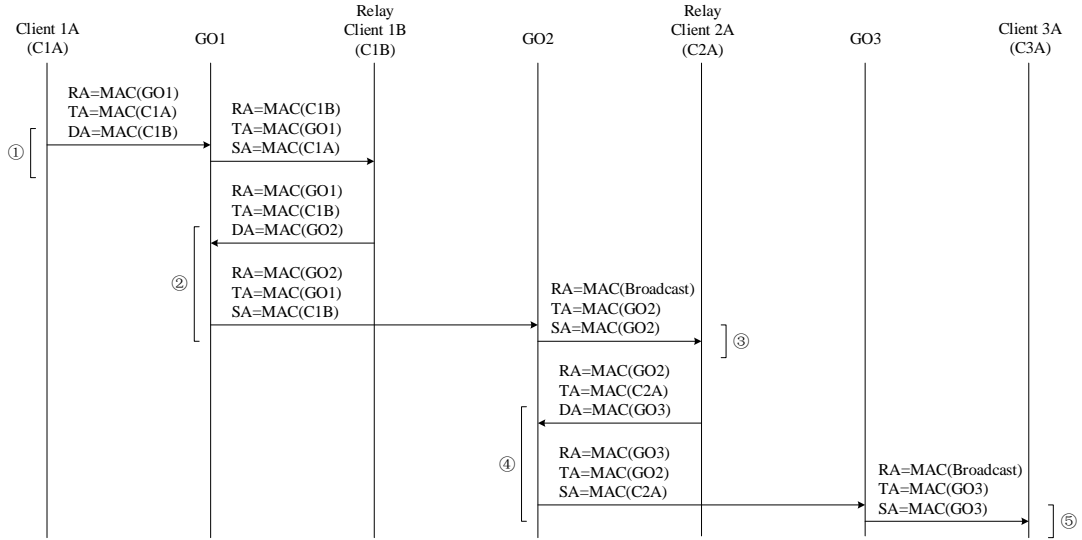 Client 1A
(C1A)
GO1
Relay
Client 1B
(C1B)
GO2
Relay
Client 2A
(C2A)
GO3
Client 3A
(C3A)
RA=MAC(GO1)
TA=MAC(C1A)
DA=MAC(C1B)
①
RA=MAC(C1B)
TA=MAC(GO1)
SA=MAC(C1A)
RA=MAC(GO1)
TA=MAC(C1B)
DA=MAC(GO2)
②
RA=MAC(GO2)
TA=MAC(GO1)
SA=MAC(C1B)
RA=MAC(Broadcast)
TA=MAC(GO2)
SA=MAC(GO2)
③
RA=MAC(GO2)
TA=MAC(C2A)
DA=MAC(GO3)
④
RA=MAC(GO3)
TA=MAC(GO2)
SA=MAC(C2A)
RA=MAC(Broadcast)
TA=MAC(GO3)
SA=MAC(GO3)
⑤